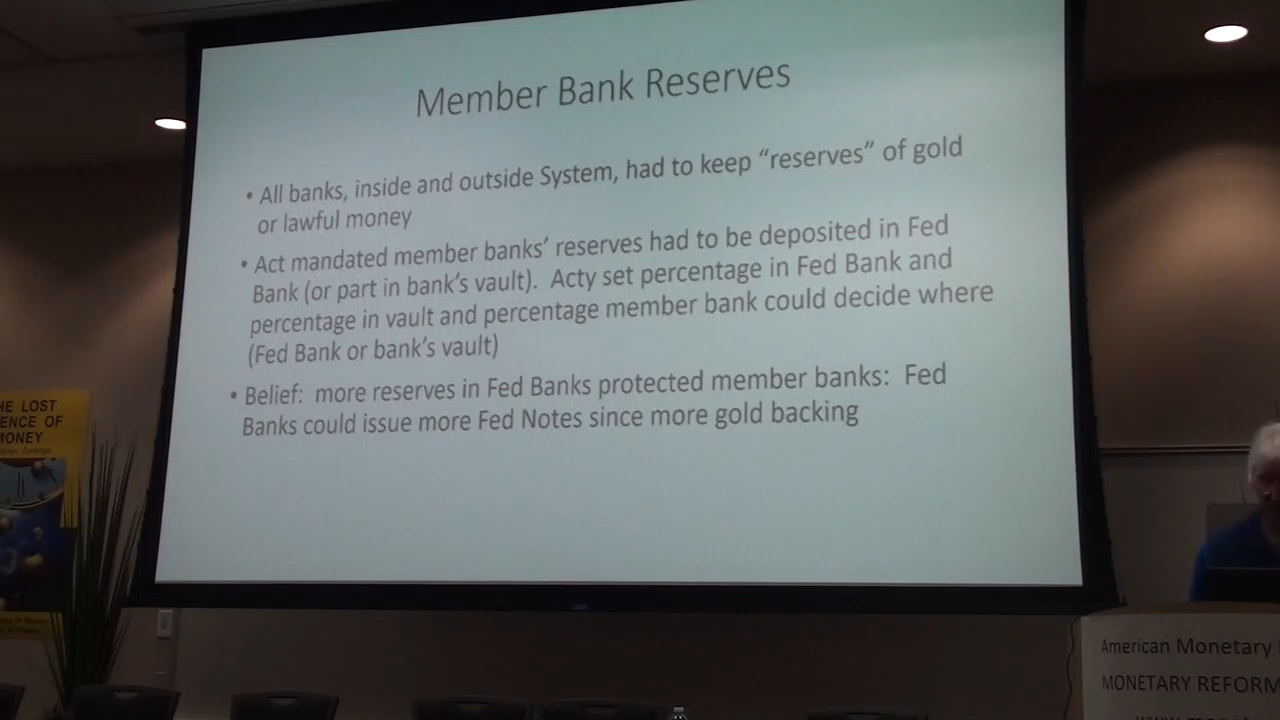 Member Bank Reserves
• All banks, inside and outside System, had to keep “reserves” of gold
or lawful money
• Act mandated member banks’ reserves had to be deposited in Fed
Bank (or part in bank’s vault).  Acty set percentage in Fed Bank and
percentage in vault and percentage member bank could decide where
(Fed Bank or bank’s vault)
• Belief:  more reserves in Fed Banks protected member banks:  Fed
Banks could issue more Fed Notes since more gold backing
HE LOST
ENCE OF
MONEY
American Monetary
MONETARY REFORM